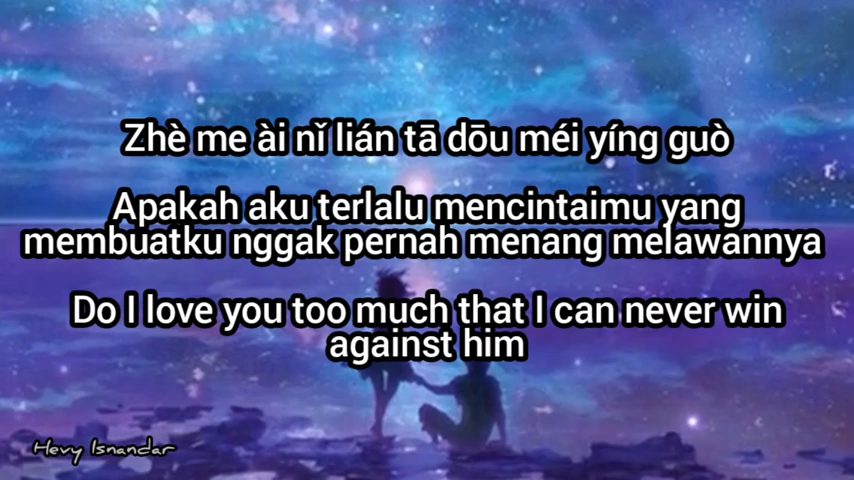 Zhè me ài nǐ lián tā dōu méi yíng guò
Apakah aku terlalu mencintaimu yang
membuatku nggak pernah menang melawannya
Do I love you too much that I can never win
against him
Hevy Isnandar